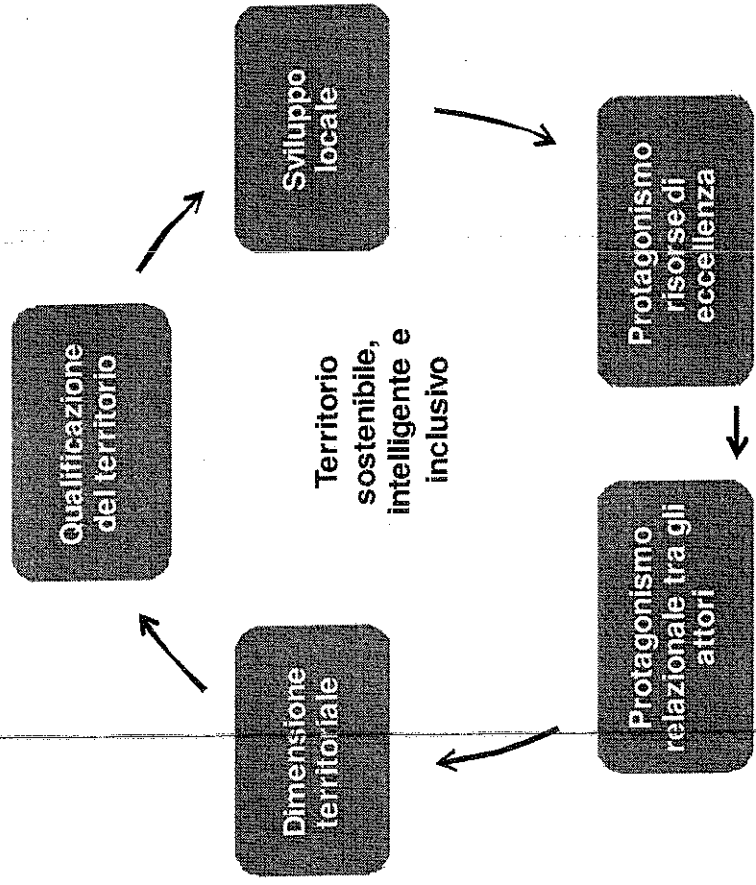 Qualificazione
del territorio
Sviluppo
locale
Protagonismo
risorse di
eccellenza
Protagonismo
relazionale tra gli
attori
Dimensione
territoriale
Territorio
sostenibile,
intelligente e
inclusivo